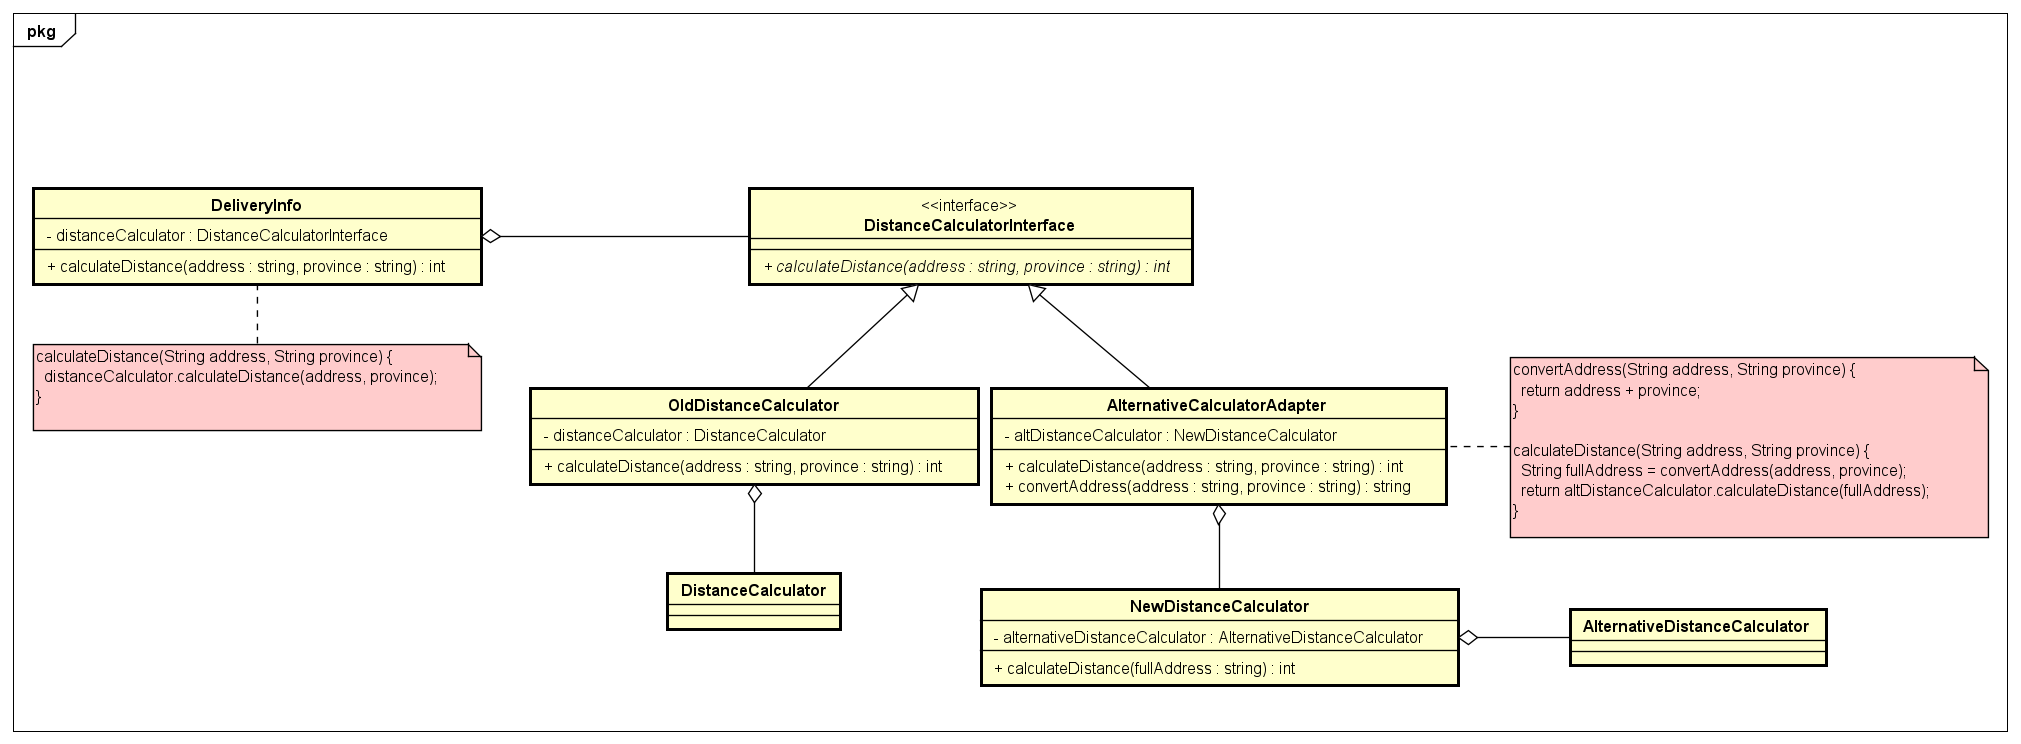 pkg
DeliveryInfo
- distanceCalculator : DistanceCalculatorInterface
+ calculateDistance(address : string, province : string) : int
<<interface>>
DistanceCalculatorInterface
+ calculateDistance(address : string, province : string) : int
calculateDistance(String address, String province) {
distanceCalculator.calculateDistance(address, province);
}
OldDistanceCalculator
- distanceCalculator : DistanceCalculator
+ calculateDistance(address : string, province : string) : int
AlternativeCalculatorAdapter
- altDistanceCalculator : NewDistanceCalculator
+ calculateDistance(address : string, province : string) : int
+ convertAddress(address : string, province : string) : string
convertAddress(String address, String province) {
return address + province;
}
calculateDistance(String address, String province) {
String fullAddress = convertAddress(address, province);
return altDistanceCalculator.calculateDistance(fullAddress);
}
DistanceCalculator
NewDistanceCalculator
- alternativeDistanceCalculator : AlternativeDistanceCalculator
+ calculateDistance(fullAddress : string) : int
AlternativeDistanceCalculator